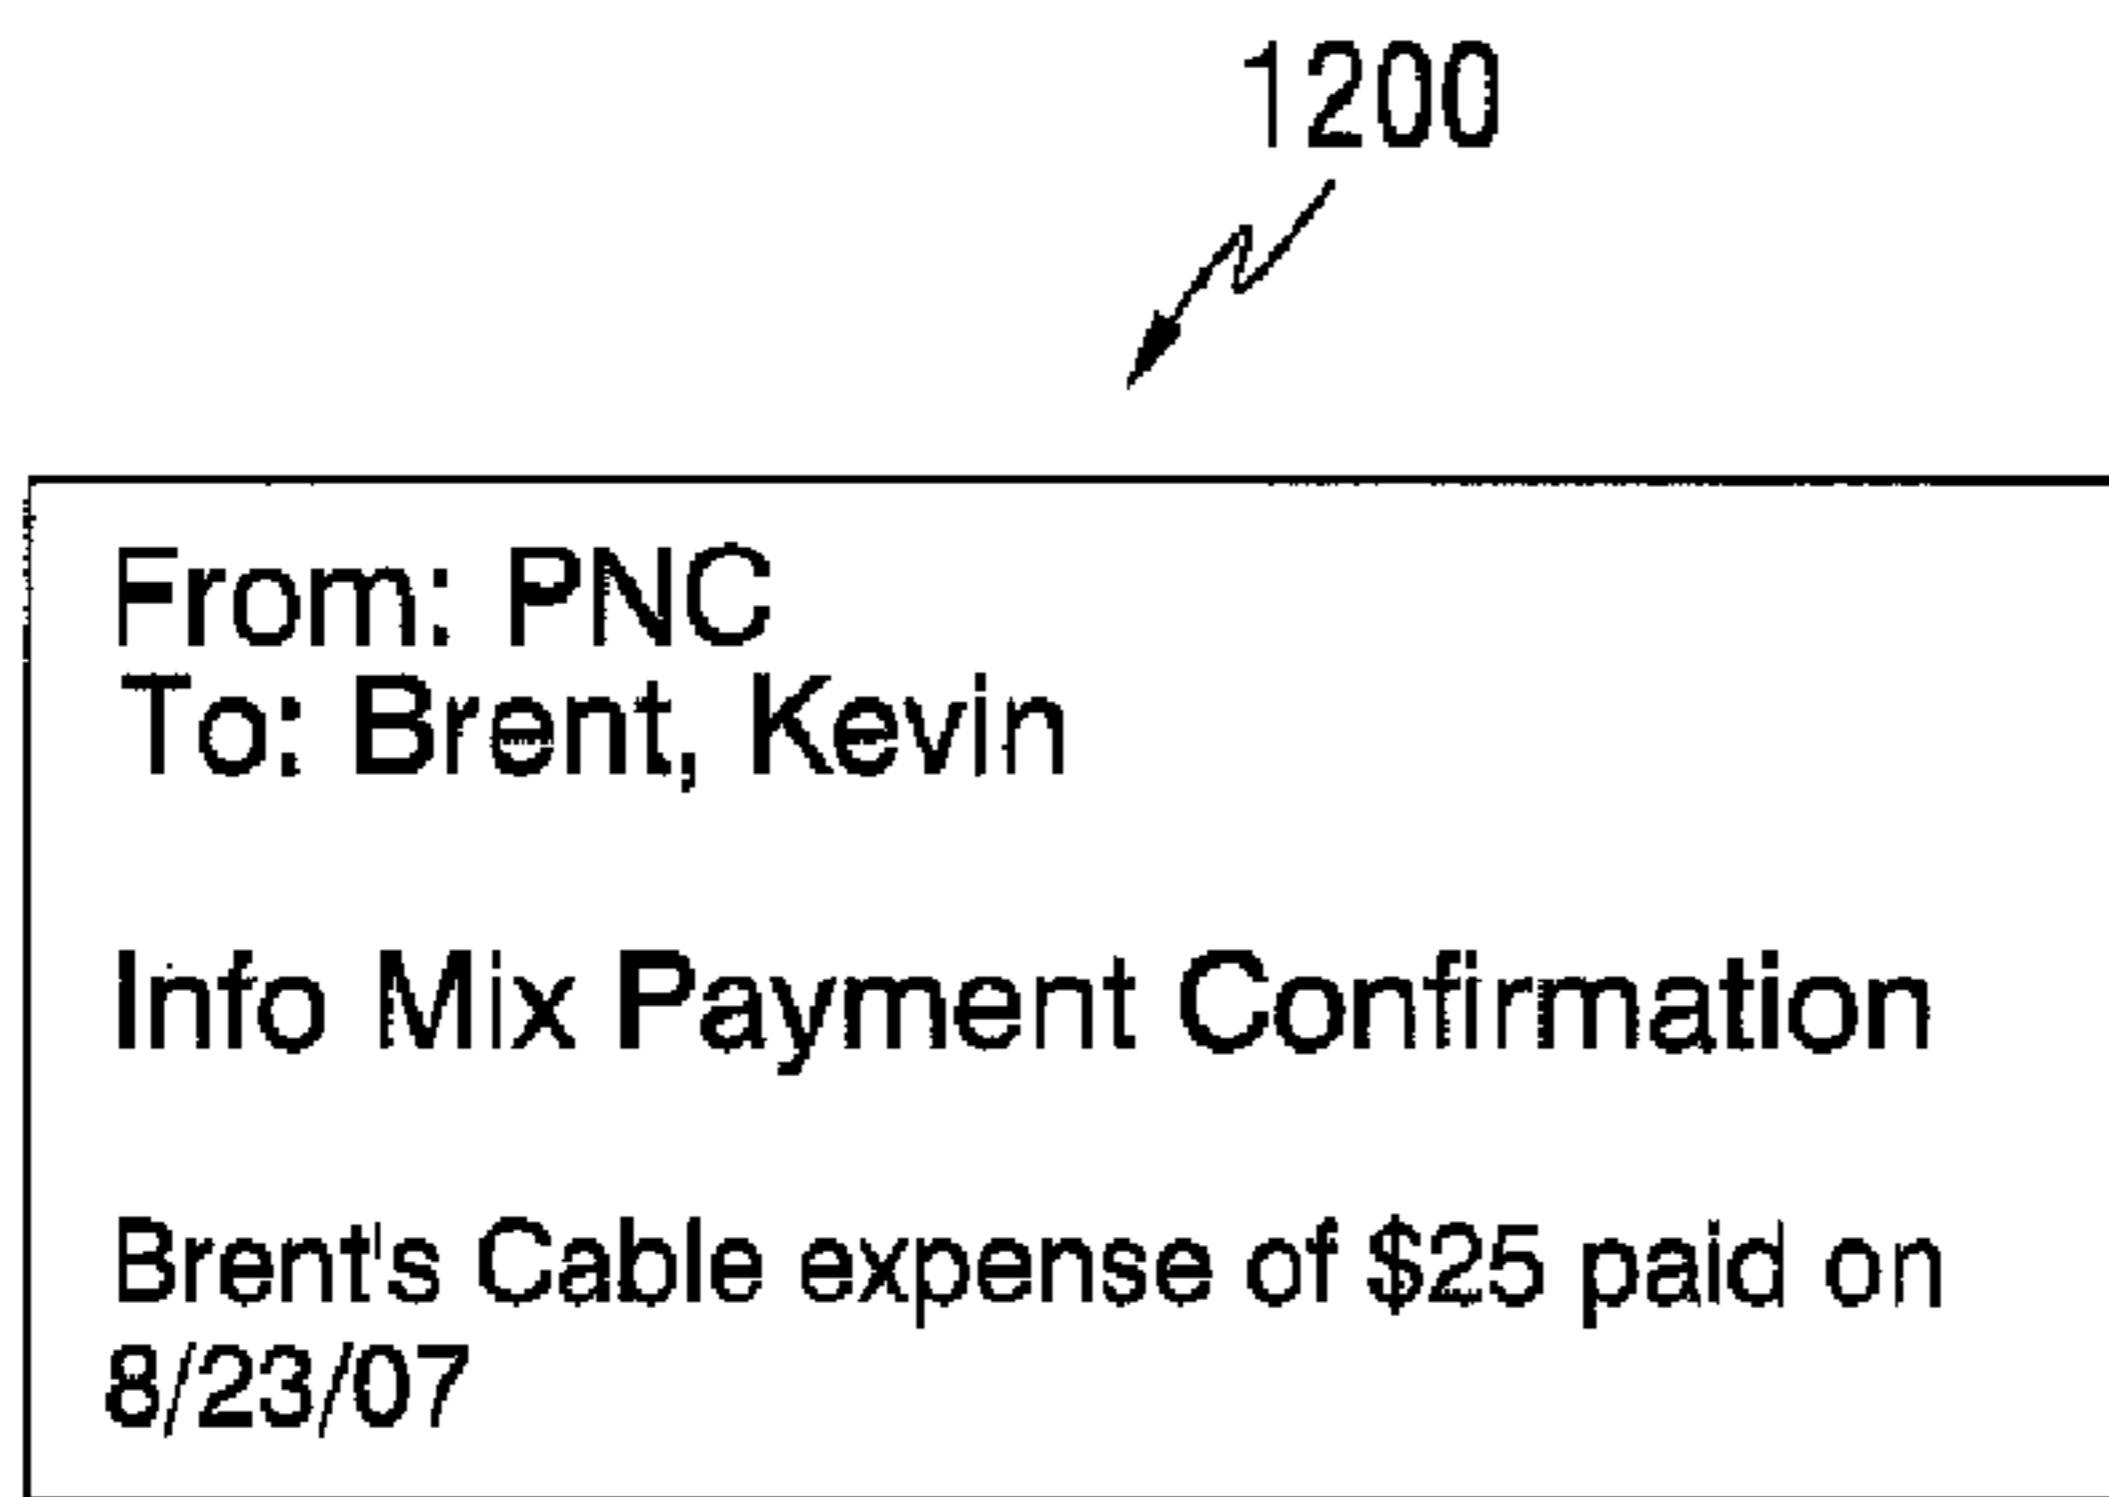 1200
From: PNC
To: Brent, Kevin
Info Mix Payment Confirmation
Brent's Cable expense of $25 paid on
8/23/07